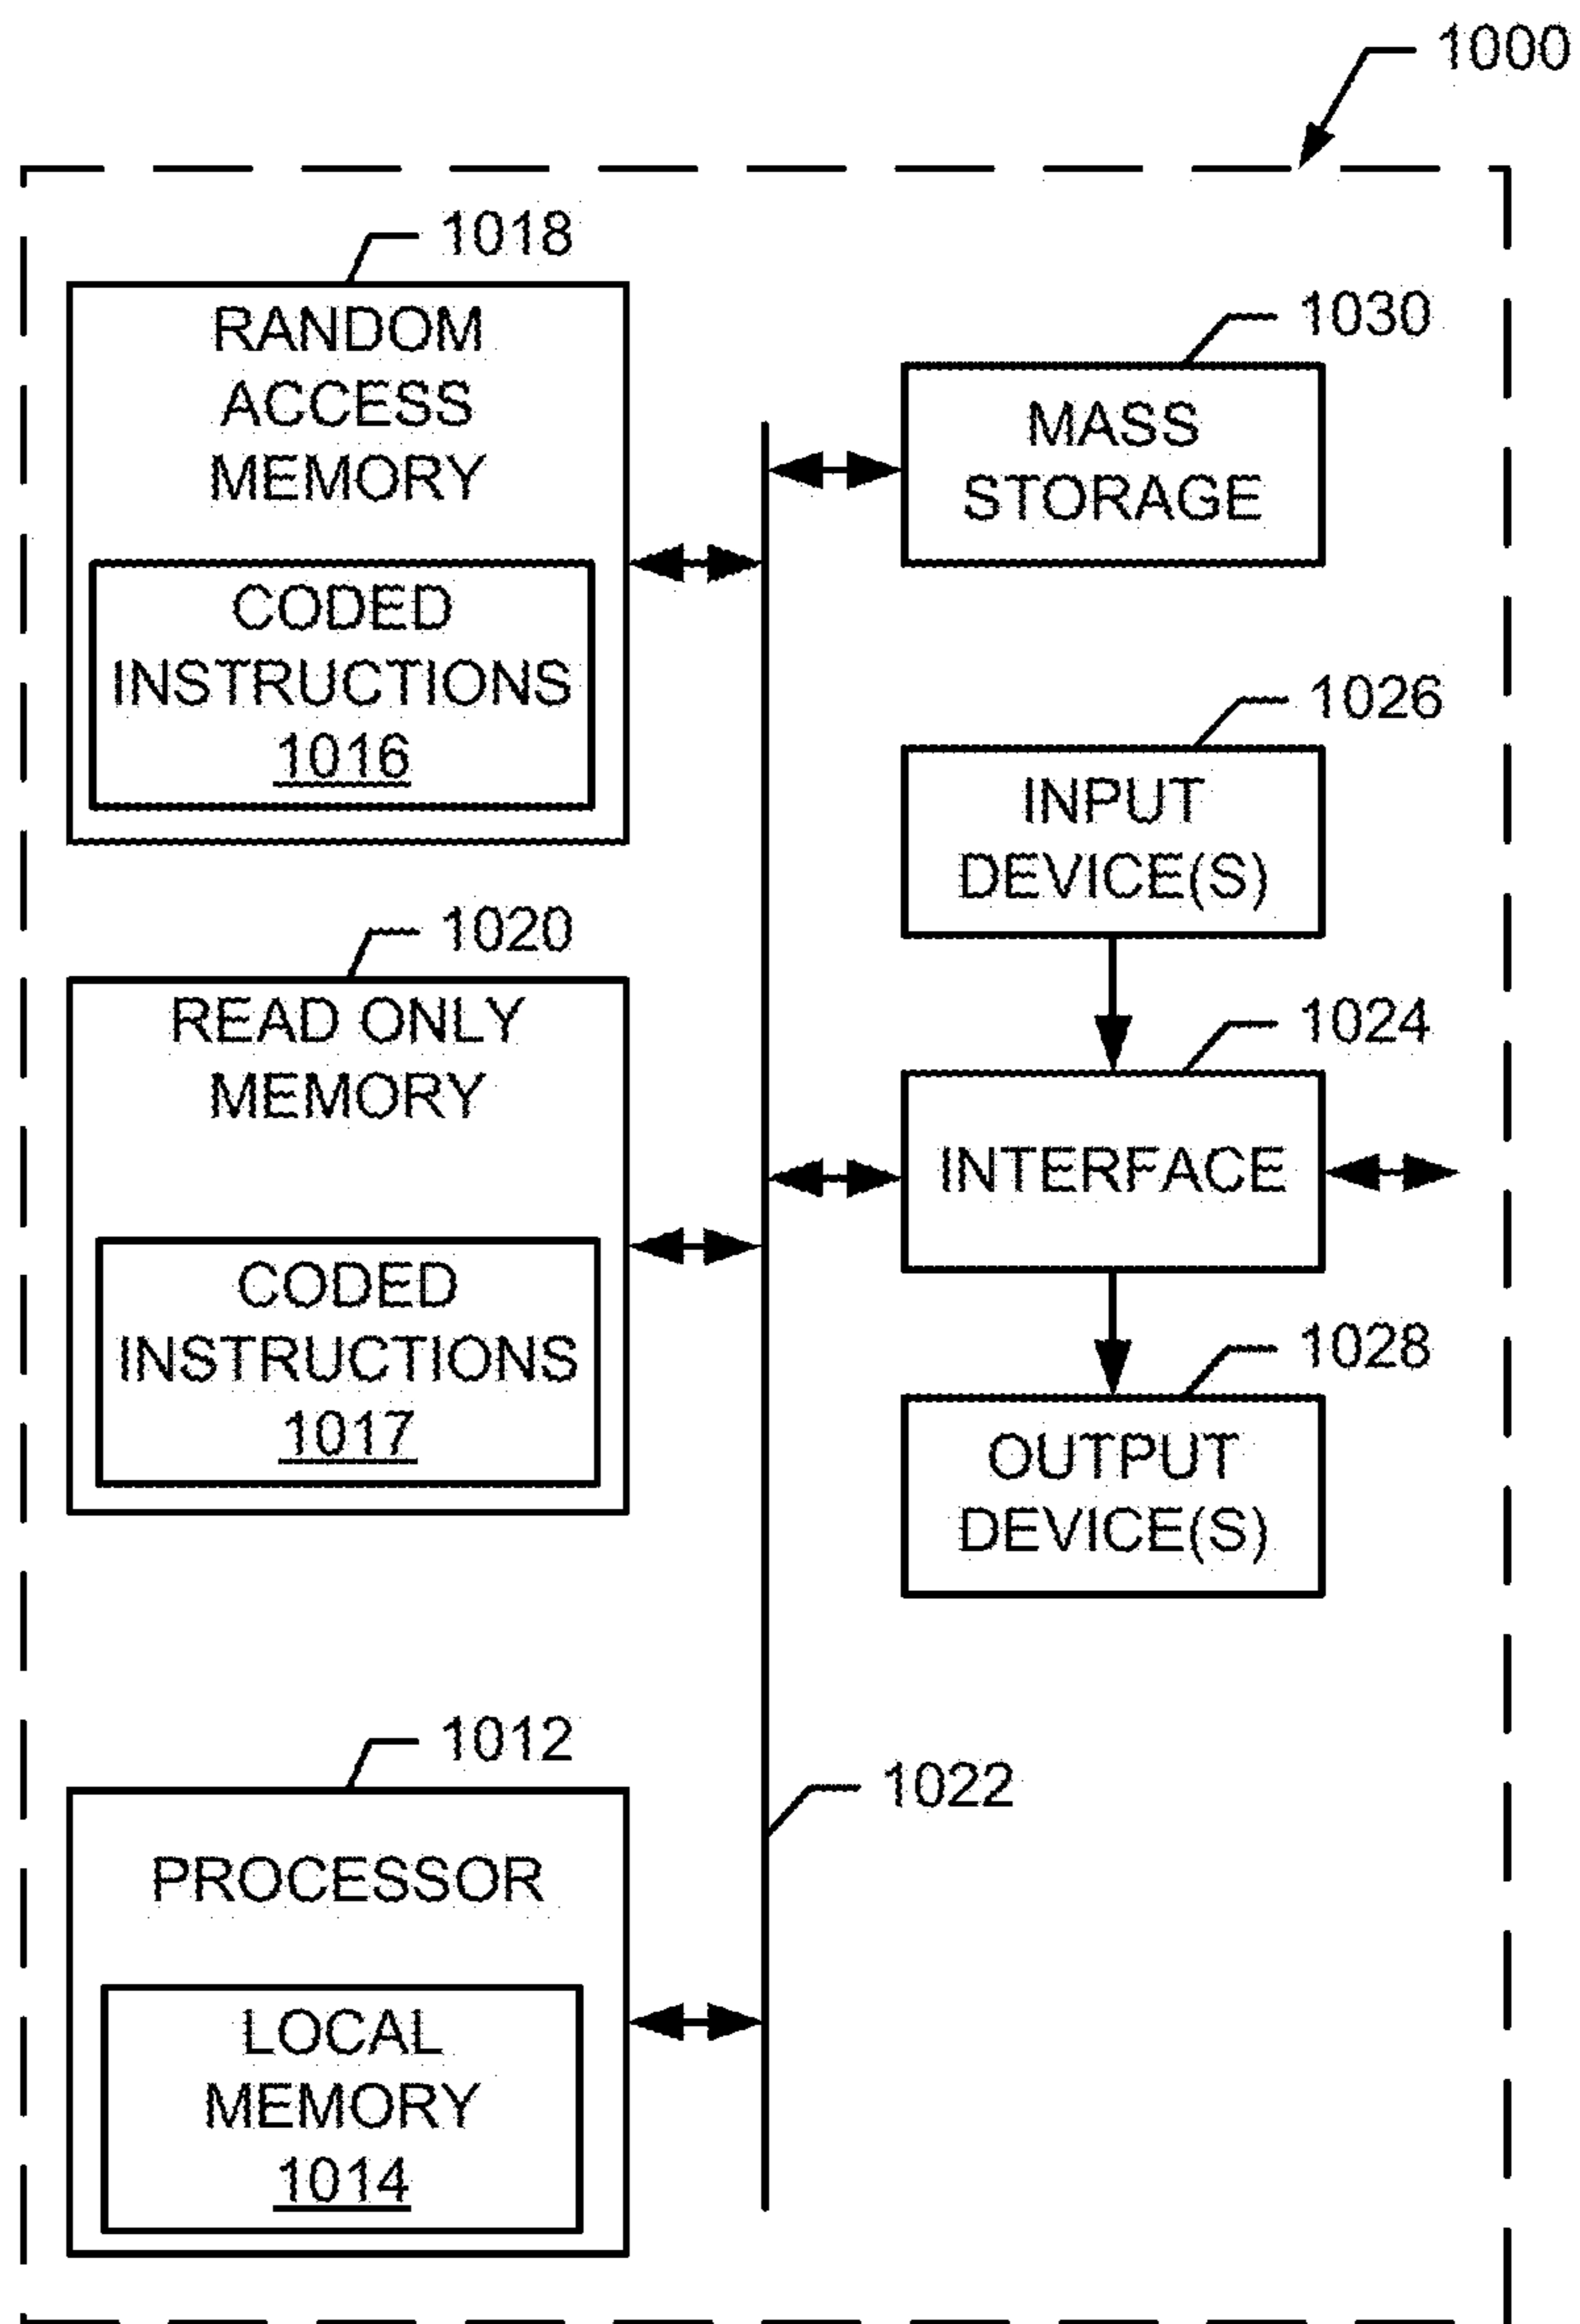 1000
1018
RANDOM
ACCESS
MEMORY
CODED
INSTRUCTIONS
1016
1030
MASS
STORAGE
1026
INPUT
DEVICE(S)
1020
READ ONLY
MEMORY
CODED
INSTRUCTIONS
1017
1024
INTERFACE
1028
OUTPUT
DEVICE(S)
1012
PROCESSOR
LOCAL
MEMORY
1014
1022